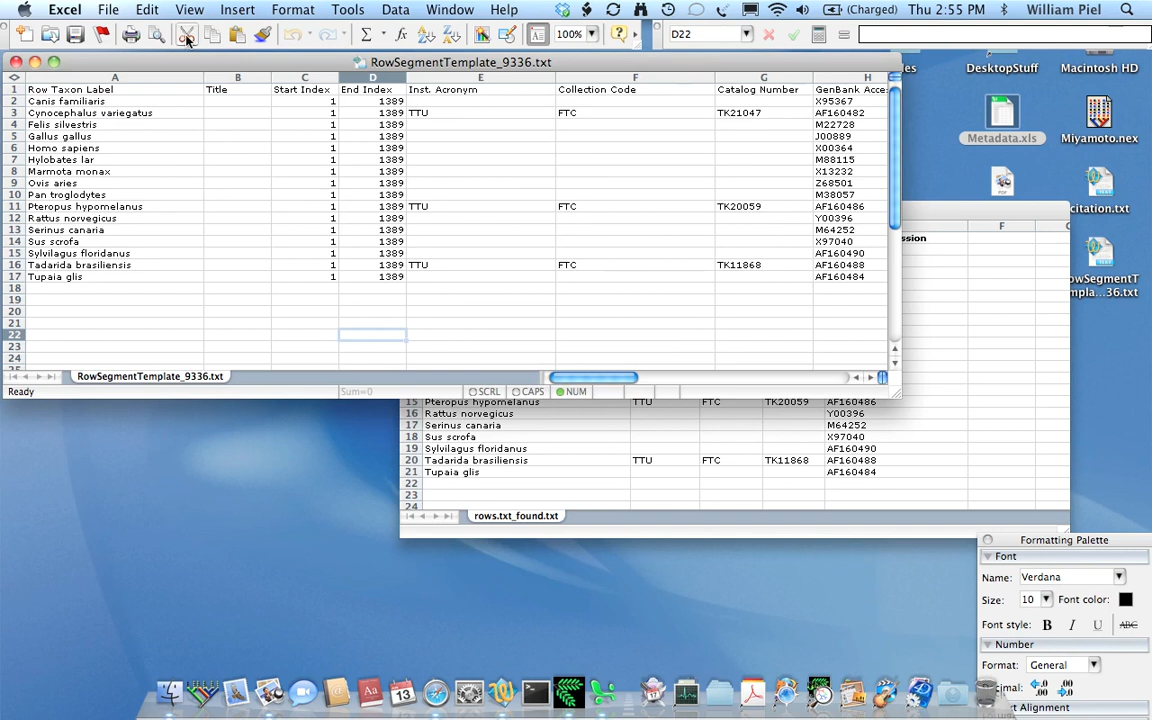 Excel File Edit View Insert Format Tools Data Window Help (Charged) Thu 2:55 PM William Piel
100% D22
RowSegmentTemplate_9336.txt
A B C D E F G H
1 Row Taxon Label Title Start Index End Index Inst. Acronym Collection Code Catalog Number GenBank Acce
2 Canis familiaris 1 1389 X95367
3 Cynocephalus variegatus 1 1389 TTU FTC TK21047 AF160482
4 Felis silvestris 1 1389 M22728
5 Gallus gallus 1 1389 J00889
6 Homo sapiens 1 1389 X00364
7 Hylobates lar 1 1389 M88115
8 Marmota monax 1 1389 X13232
9 Ovis aries 1 1389 Z68501
10 Pan troglodytes 1 1389 M38057
11 Pteropus hypomelanus 1 1389 TTU FTC TK20059 AF160486
12 Rattus norvegicus 1 1389 Y00396
13 Serinus canaria 1 1389 M64252
14 Sus scrofa 1 1389 X97040
15 Sylvilagus floridanus 1 1389 AF160490
16 Tadarida brasiliensis 1 1389 TTU FTC TK11868 AF160488
17 Tupaia glis 1 1389 AF160484
18
19
20
21
22
23
24
RowSegmentTemplate_9336.txt
Ready Sum=0 SCRL CAPS NUM
les DesktopStuff Macintosh HD
Metadata.xls Miyamoto.nex
PDF citation.txt
F
ssion
owSegmentT
mpla...36.txt
15 Pteropus hypomelanus TTU FTC TK20059 AF160486
16 Rattus norvegicus Y00396
17 Serinus canaria M64252
18 Sus scrofa X97040
19 Sylvilagus floridanus AF160490
20 Tadarida brasiliensis TTU FTC TK11868 AF160488
21 Tupaia glis AF160484
22
23
24
rows.txt_found.txt
Formatting Palette
Font
Name: Verdana
Size: 10 Font color:
Font style: B I U ABC
Number
Format: General
cimal: .0 .00 .00 .0
t Alignment
Aa
13